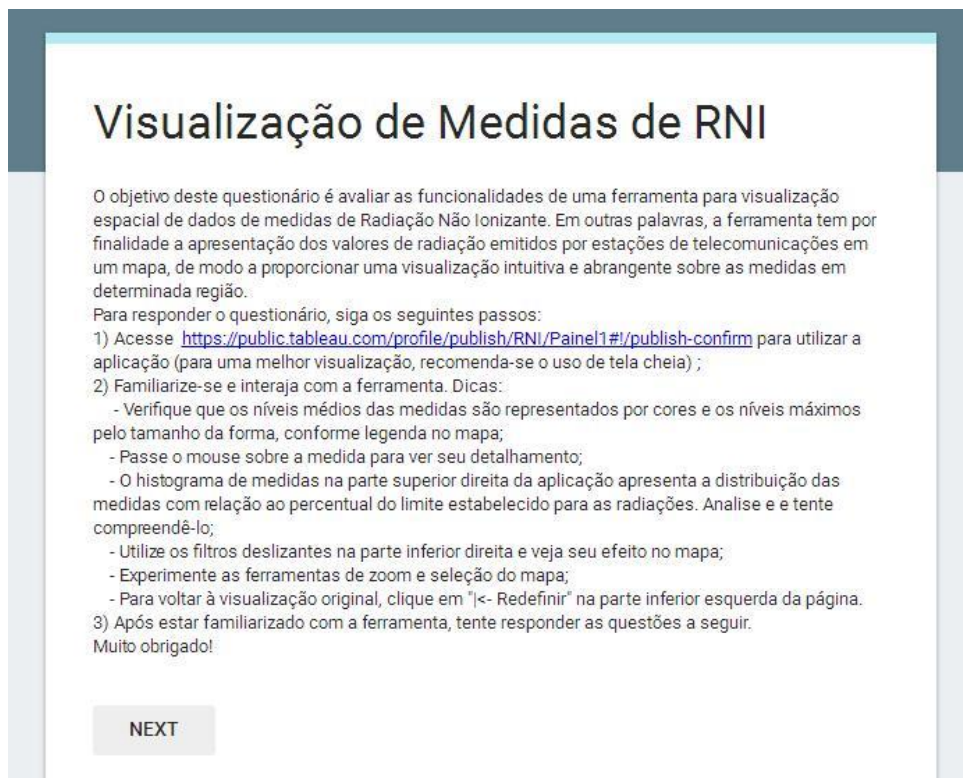 Visualização de Medidas de RNI
O objetivo deste questionário é avaliar as funcionalidades de uma ferramenta para visualização
espacial de dados de medidas de Radiação Não Ionizante. Em outras palavras, a ferramenta tem por
finalidade a apresentação dos valores de radiação emitidos por estações de telecomunicações em
um mapa, de modo a proporcionar uma visualização intuitiva e abrangente sobre as medidas em
determinada região.
Para responder o questionário, siga os seguintes passos:
1) Acesse https://public.tableau.com/profile/publish/RNI/Painel1#!/publish-confirm para utilizar a
aplicação (para uma melhor visualização, recomenda-se o uso de tela cheia) ;
2) Familiarize-se e interaja com a ferramenta. Dicas:
- Verifique que os níveis médios das medidas são representados por cores e os níveis máximos
pelo tamanho da forma, conforme legenda no mapa;
- Passe o mouse sobre a medida para ver seu detalhamento;
- O histograma de medidas na parte superior direita da aplicação apresenta a distribuição das
medidas com relação ao percentual do limite estabelecido para as radiações. Analise e e tente
compreendê-lo;
- Utilize os filtros deslizantes na parte inferior direita e veja seu efeito no mapa;
- Experimente as ferramentas de zoom e seleção do mapa;
- Para voltar à visualização original, clique em "|<- Redefinir" na parte inferior esquerda da página.
3) Após estar familiarizado com a ferramenta, tente responder as questões a seguir.
Muito obrigado!
NEXT